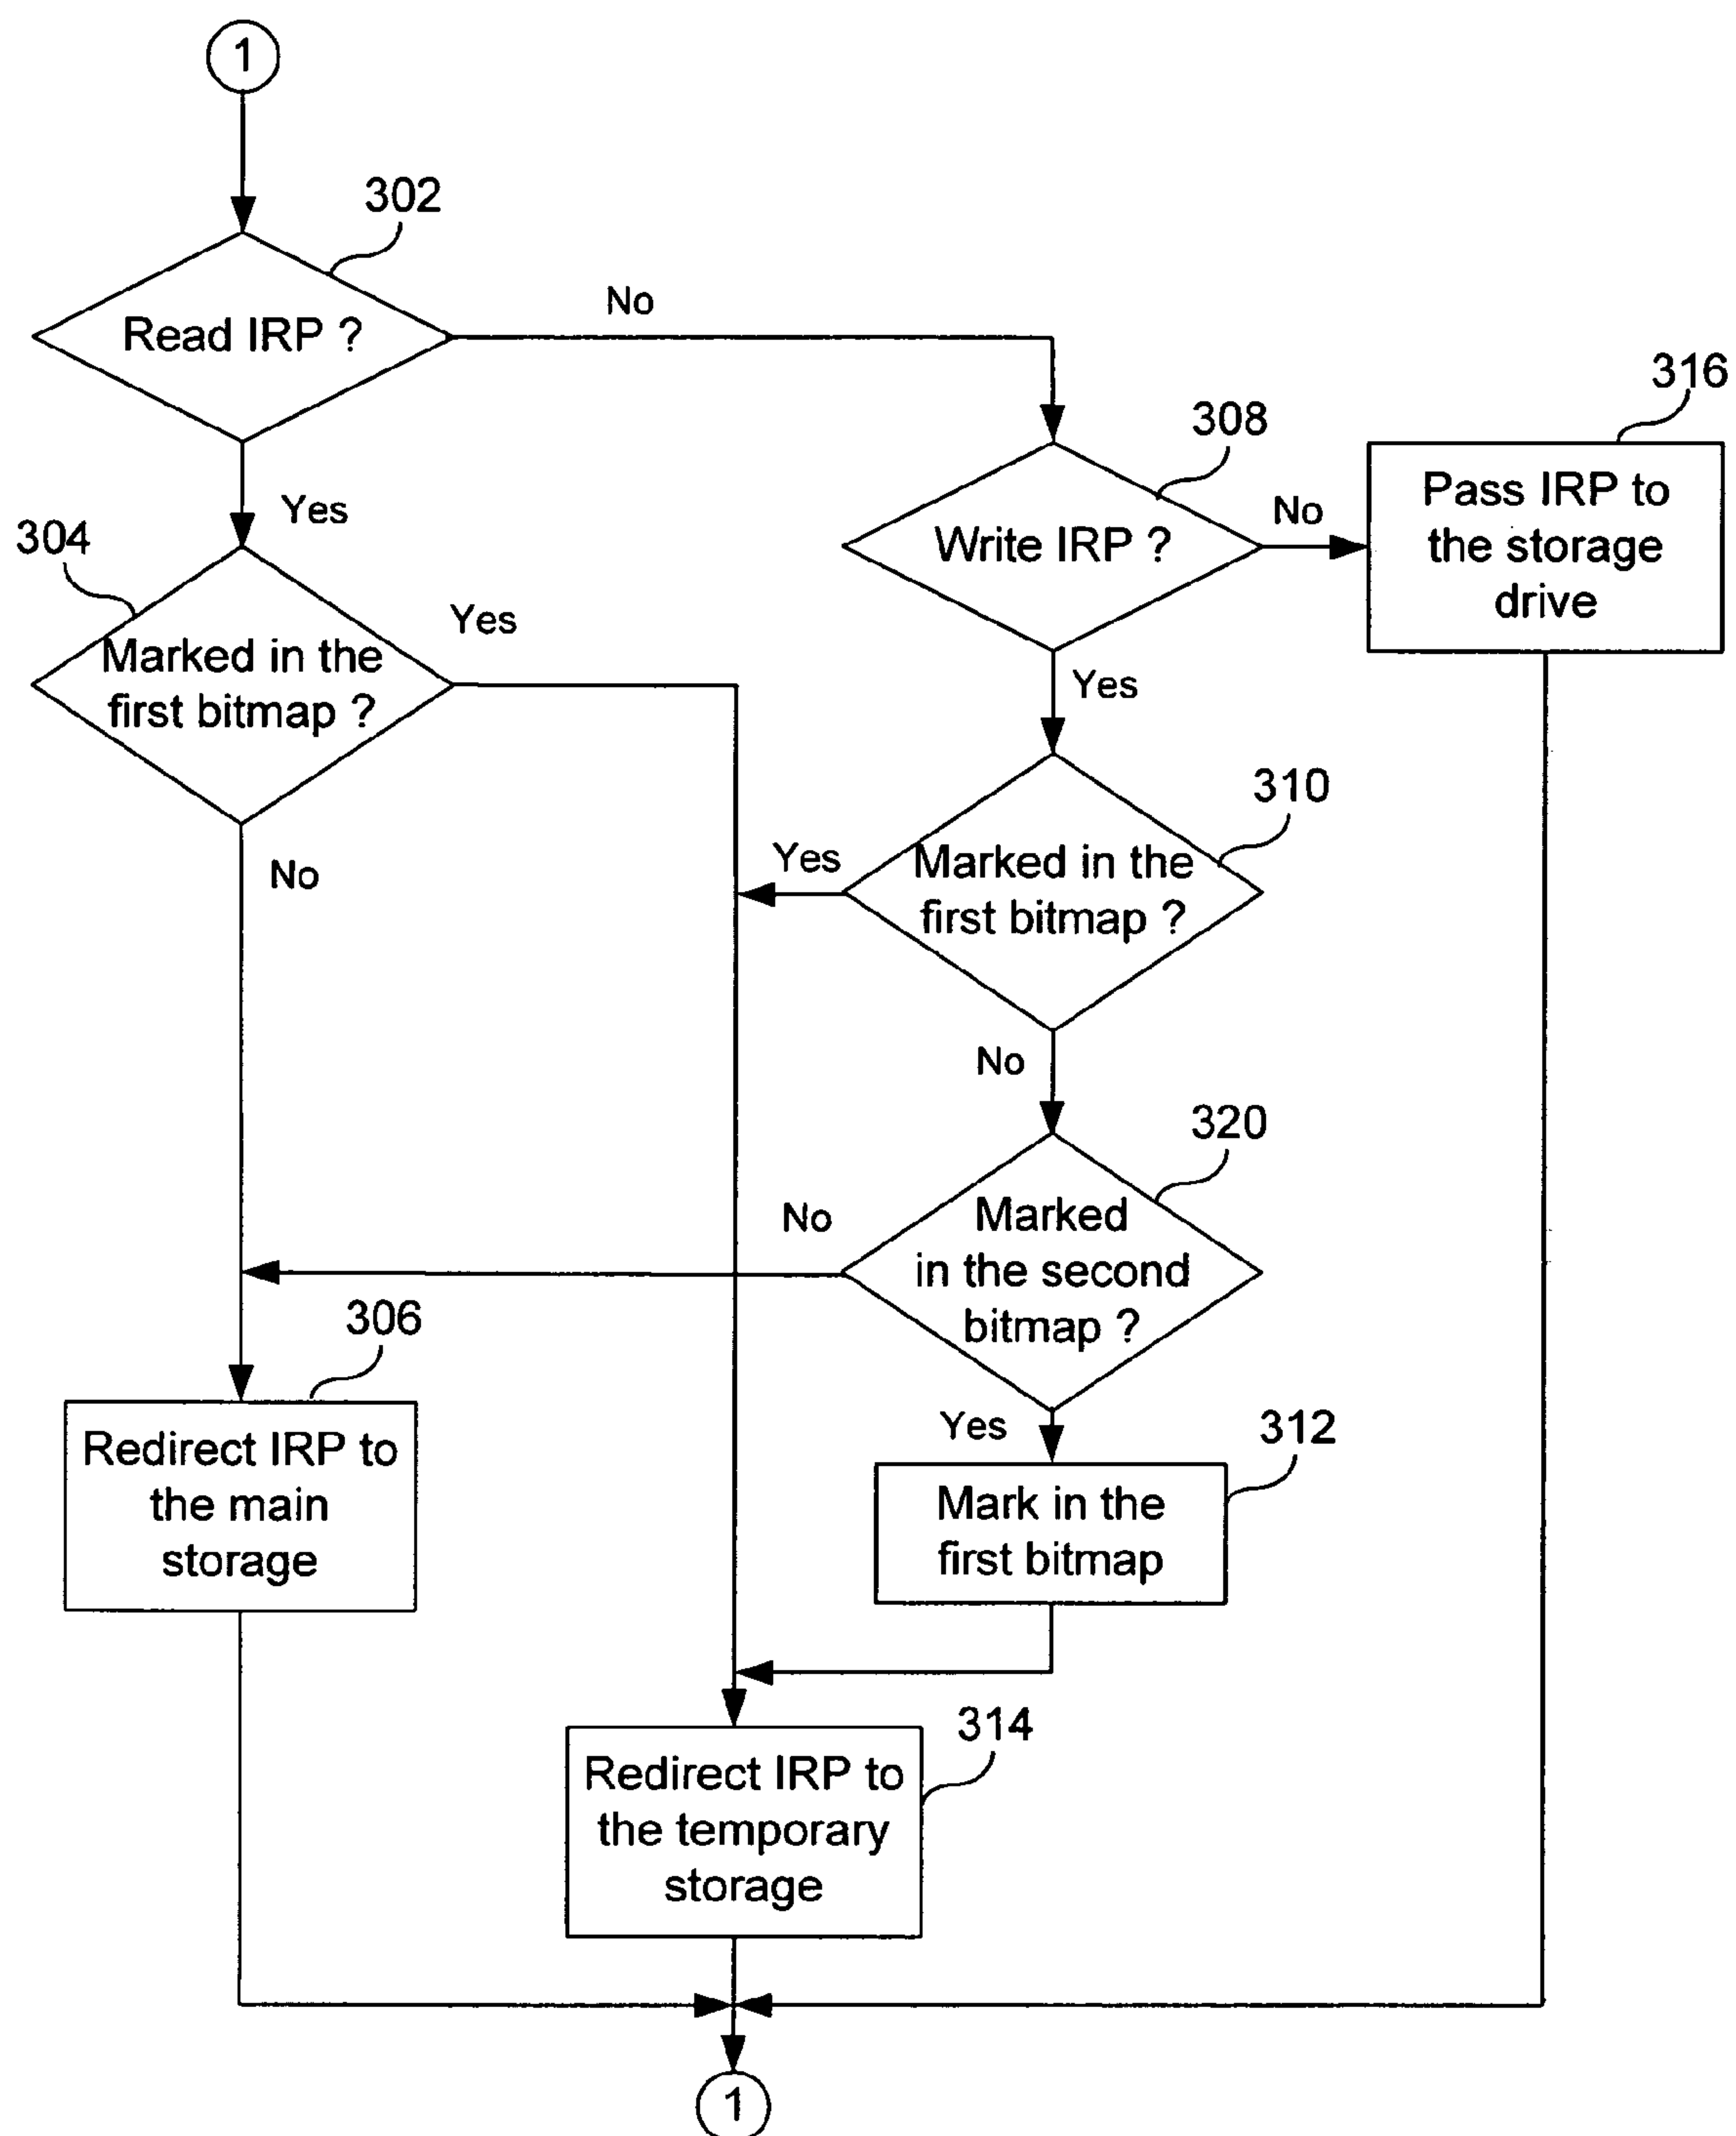 1
302
Read IRP ?
No
316
308
Pass IRP to
the storage
drive
No
Write IRP ?
Yes
304
Yes
Marked in the
first bitmap ?
Yes
310
Yes
Marked in the
first bitmap ?
No
No
320
No
Marked
in the second
bitmap ?
306
Redirect IRP to
the main
storage
Yes
312
Mark in the
first bitmap
314
Redirect IRP to
the temporary
storage
1